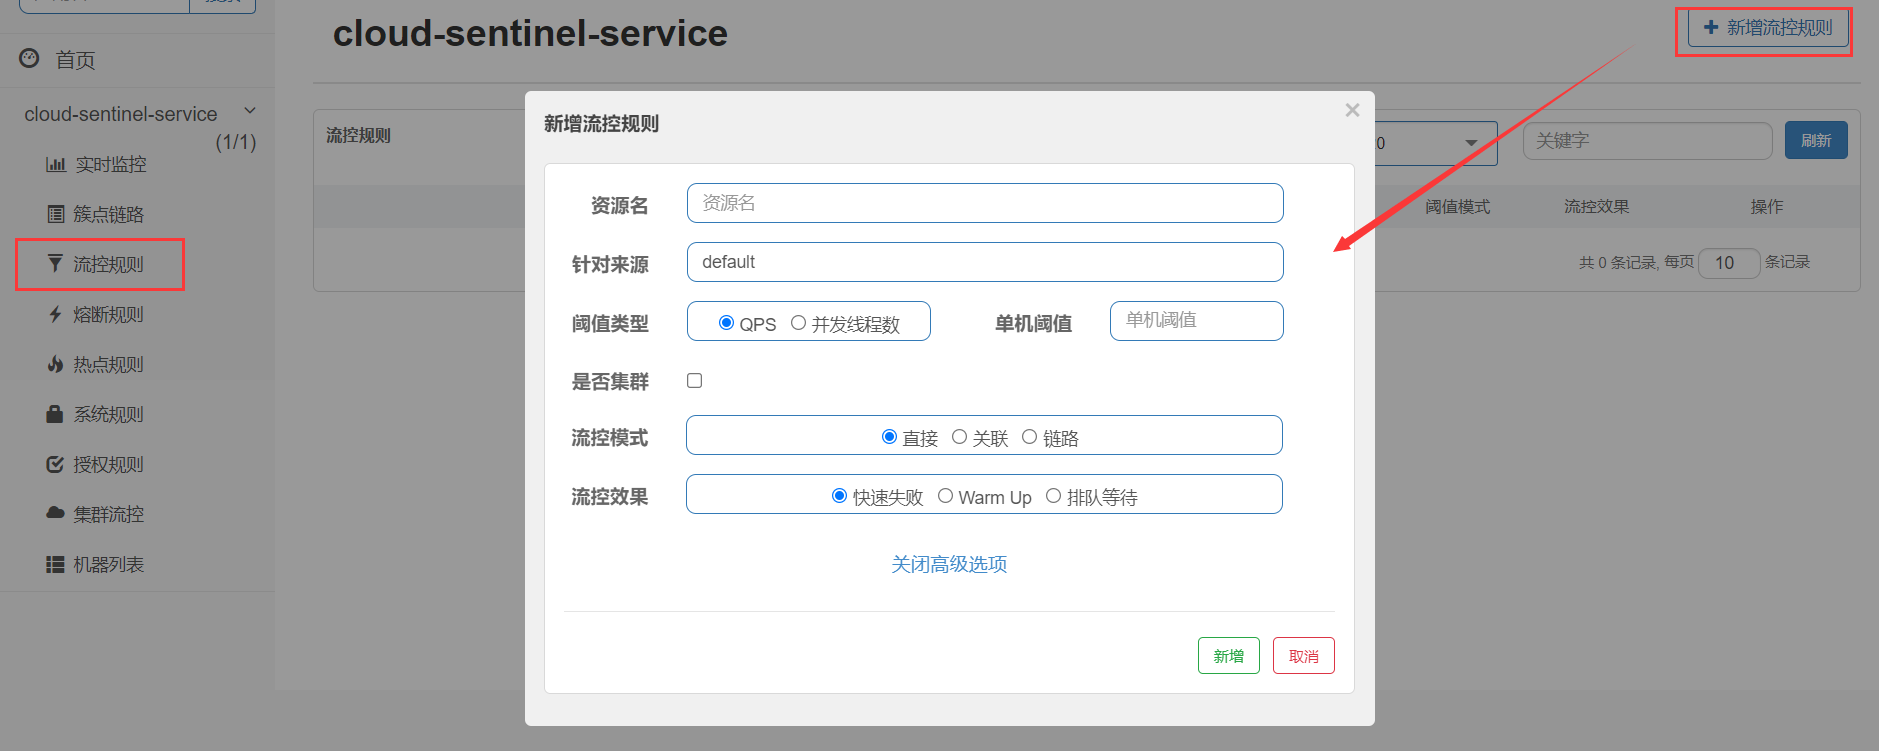 cloud-sentinel-service
新增流控规则
首页
cloud-sentinel-service
(1/1)
实时监控
簇点链路
流控规则
熔断规则
热点规则
系统规则
授权规则
集群流控
机器列表
流控规则
关键字
刷新
阈值模式 流控效果 操作
共 0 条记录, 每页 10 条记录
新增流控规则
资源名 资源名
针对来源 default
阈值类型 QPS 并发线程数 单机阈值 单机阈值
是否集群
流控模式 直接 关联 链路
流控效果 快速失败 Warm Up 排队等待
关闭高级选项
新增 取消